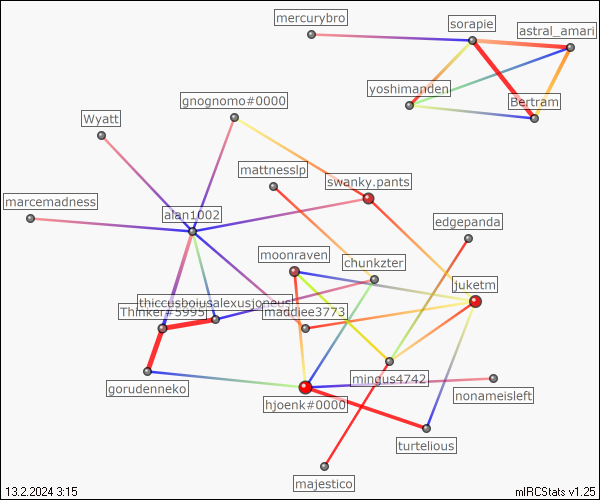 mercurybro
sorapie
astral_amari
yoshimanden
Bertram
gnognomo#0000
Wyatt
mattnesslp
swanky.pants
marcemadness
alan1002
edgepanda
moonraven
chunkzter
juketm
thiccusboiusalexusjoneus
Thinker#5995
maddiee3773
mingus4742
gorudenneko
hjoenk#0000
nonameisleft
turtelious
majestico
13.2.2024 3:15
mIRCStats v1.25